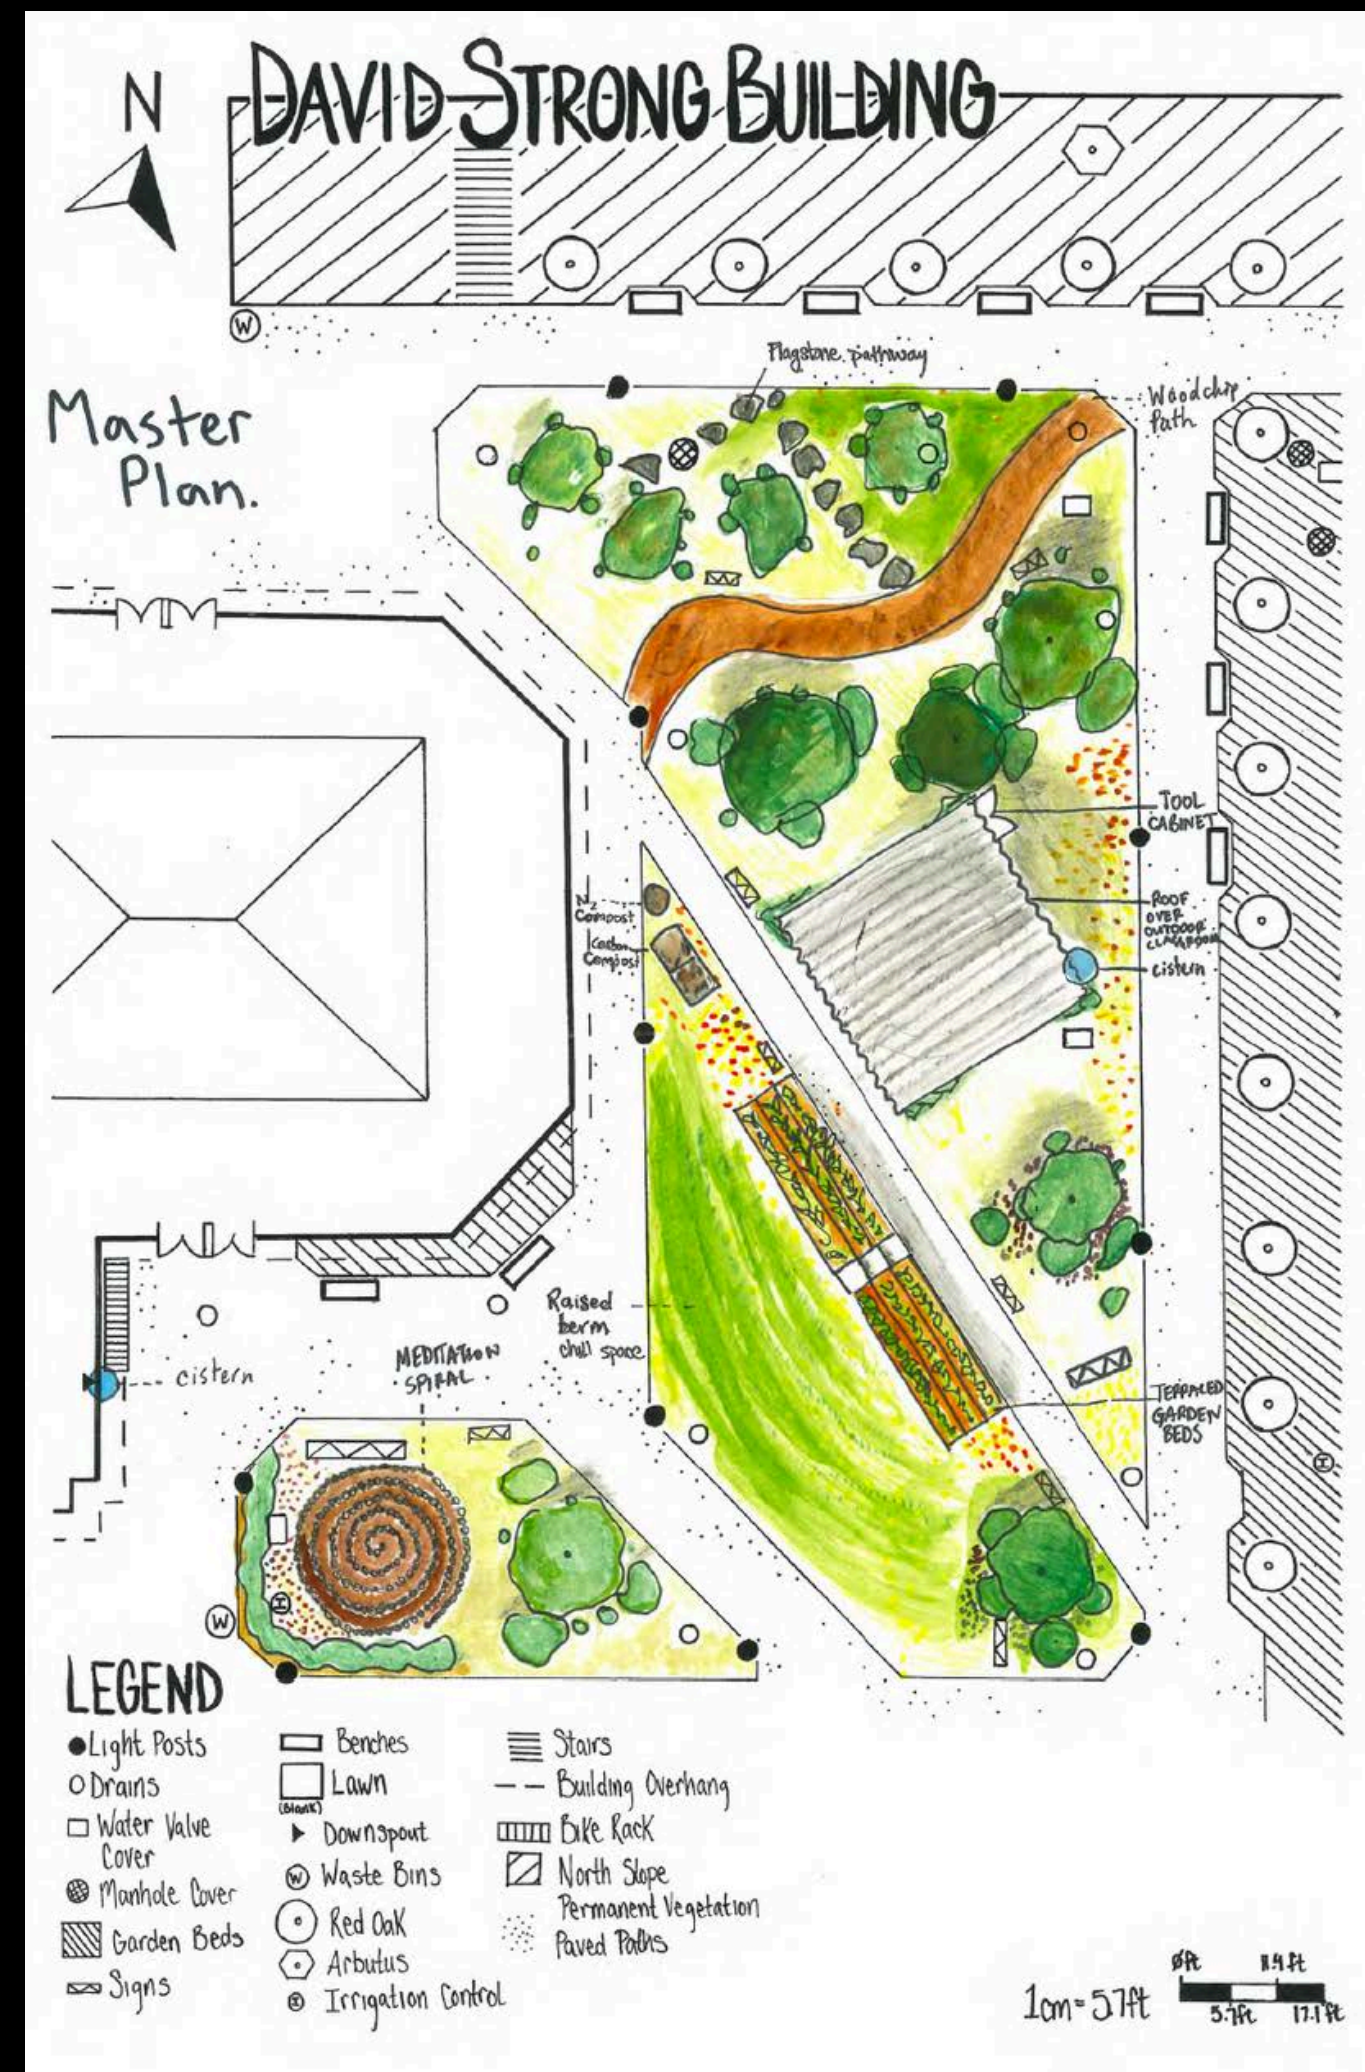 DAVID STRONG BUILDING
N
W
Master
Plan.
Flagstone pathway
Woodchip
Path
TOOL
CABINET
N2
Compost
Carbon
Compost
ROOF
OVER
OUTDOOR
CLASSROOM
cistern
Raised
berm
chill space
cistern
MEDITATION
SPIRAL
TERRACED
GARDEN
BEDS
I
I
W
LEGEND
Light Posts
Drains
Water Valve
Cover
Manhole Cover
Garden Beds
Signs
Benches
Lawn
(Blank)
Downspout
W Waste Bins
Red Oak
Arbutus
I Irrigation Control
Stairs
Building Overhang
Bike Rack
North Slope
Permanent Vegetation
Paved Paths
1cm=5.7ft
0ft
11.4ft
5.7ft
17.1ft